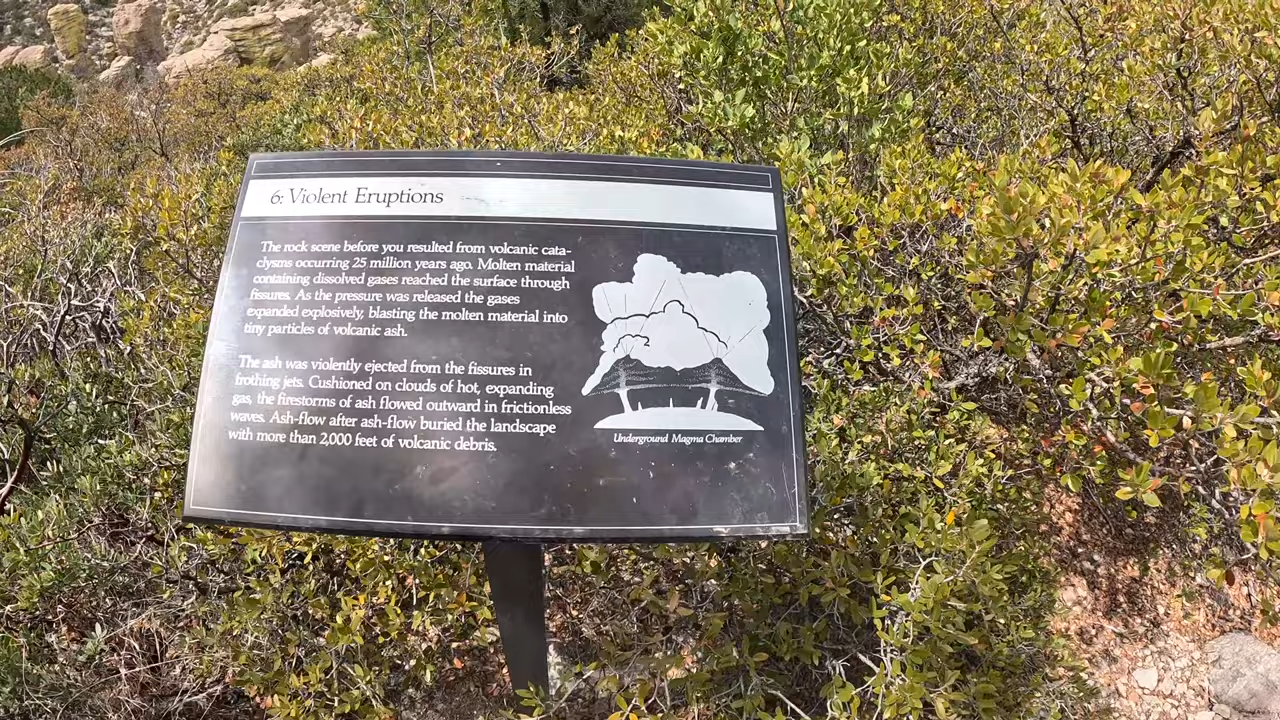 6: Violent Eruptions
The rock scene before you resulted from volcanic cata-
clysms occurring 25 million years ago. Molten material
containing dissolved gases reached the surface through
fissures. As the pressure was released the gases
expanded explosively, blasting the molten material into
tiny particles of volcanic ash.
The ash was violently ejected from the fissures in
frothing jets. Cushioned on clouds of hot, expanding
gas, the firestorms of ash flowed outward in frictionless
waves. Ash-flow after ash-flow buried the landscape
with more than 2,000 feet of volcanic debris.
Underground Magma Chamber